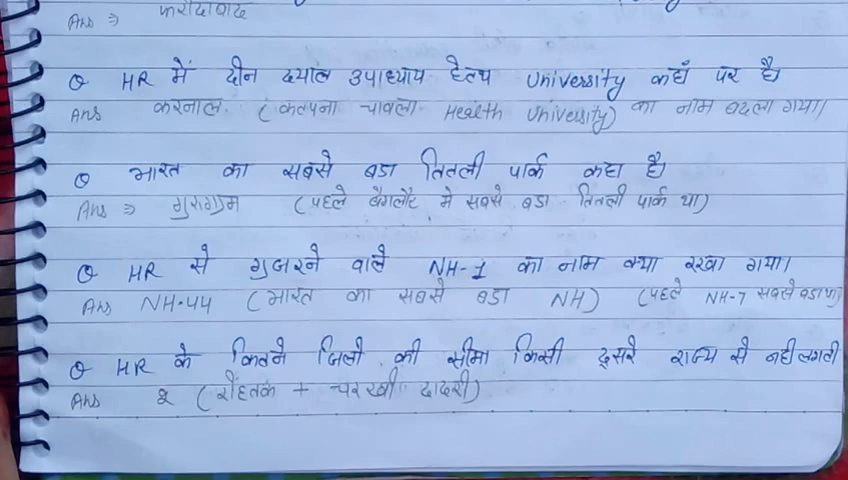 Ans ⇒ फरीदाबाद
Q HR में दीन दयाल उपाध्याय हेल्थ University कहाँ पर है।
Ans करनाल. (कल्पना चावला Health University) का नाम बदला गया।
Q भारत का सबसे बडा तितली पार्क कहा है।
Ans ⇒ गुरुग्राम (पहले बैंगलोर मे सबसे बडा तितली पार्क था)
Q HR से गुजरने वाले NH-1 का नाम क्या रखा गया।
Ans NH-44 (भारत का सबसे बडा NH) (पहले NH-7 सबसे बडा था)
Q HR के कितने जिलो की सीमा किसी दूसरे राज्य से नही लगती
Ans 2 (रोहतक + चरखी दादरी)